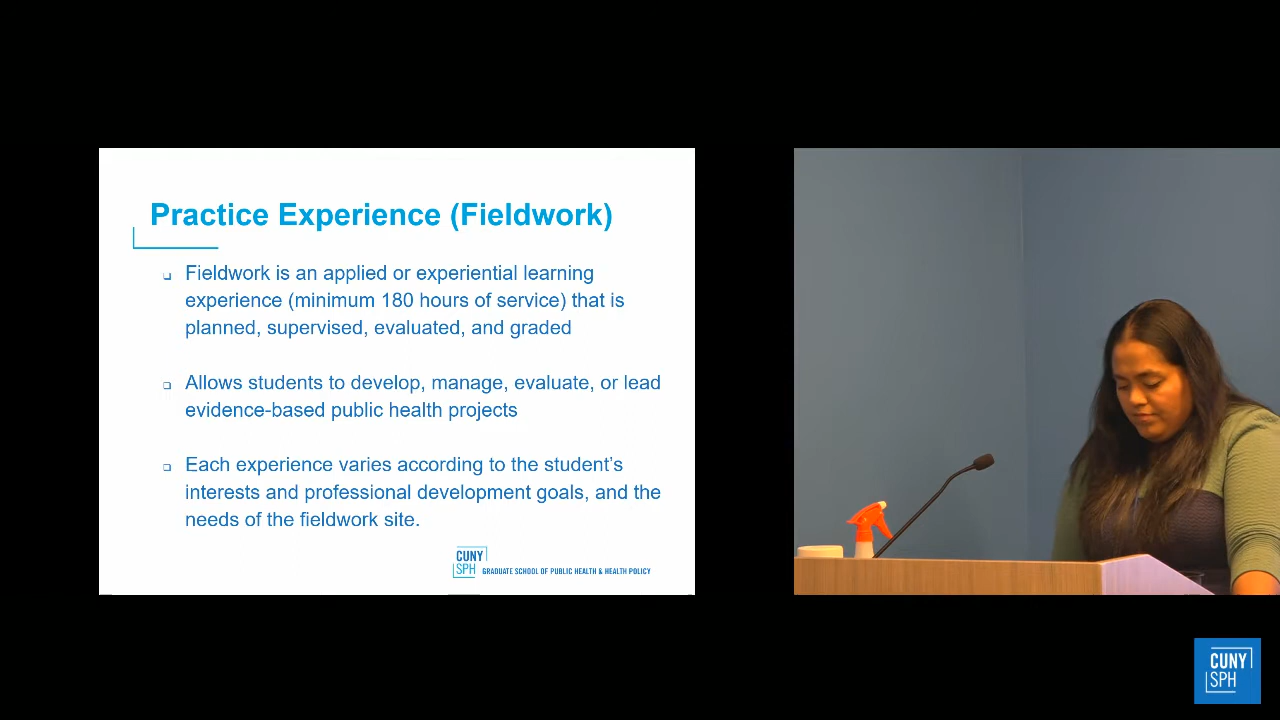 Practice Experience (Fieldwork)
❑ Fieldwork is an applied or experiential learning
experience (minimum 180 hours of service) that is
planned, supervised, evaluated, and graded
❑ Allows students to develop, manage, evaluate, or lead
evidence-based public health projects
❑ Each experience varies according to the student’s
interests and professional development goals, and the
needs of the fieldwork site.
CUNY
SPH GRADUATE SCHOOL OF PUBLIC HEALTH & HEALTH POLICY
CUNY
SPH